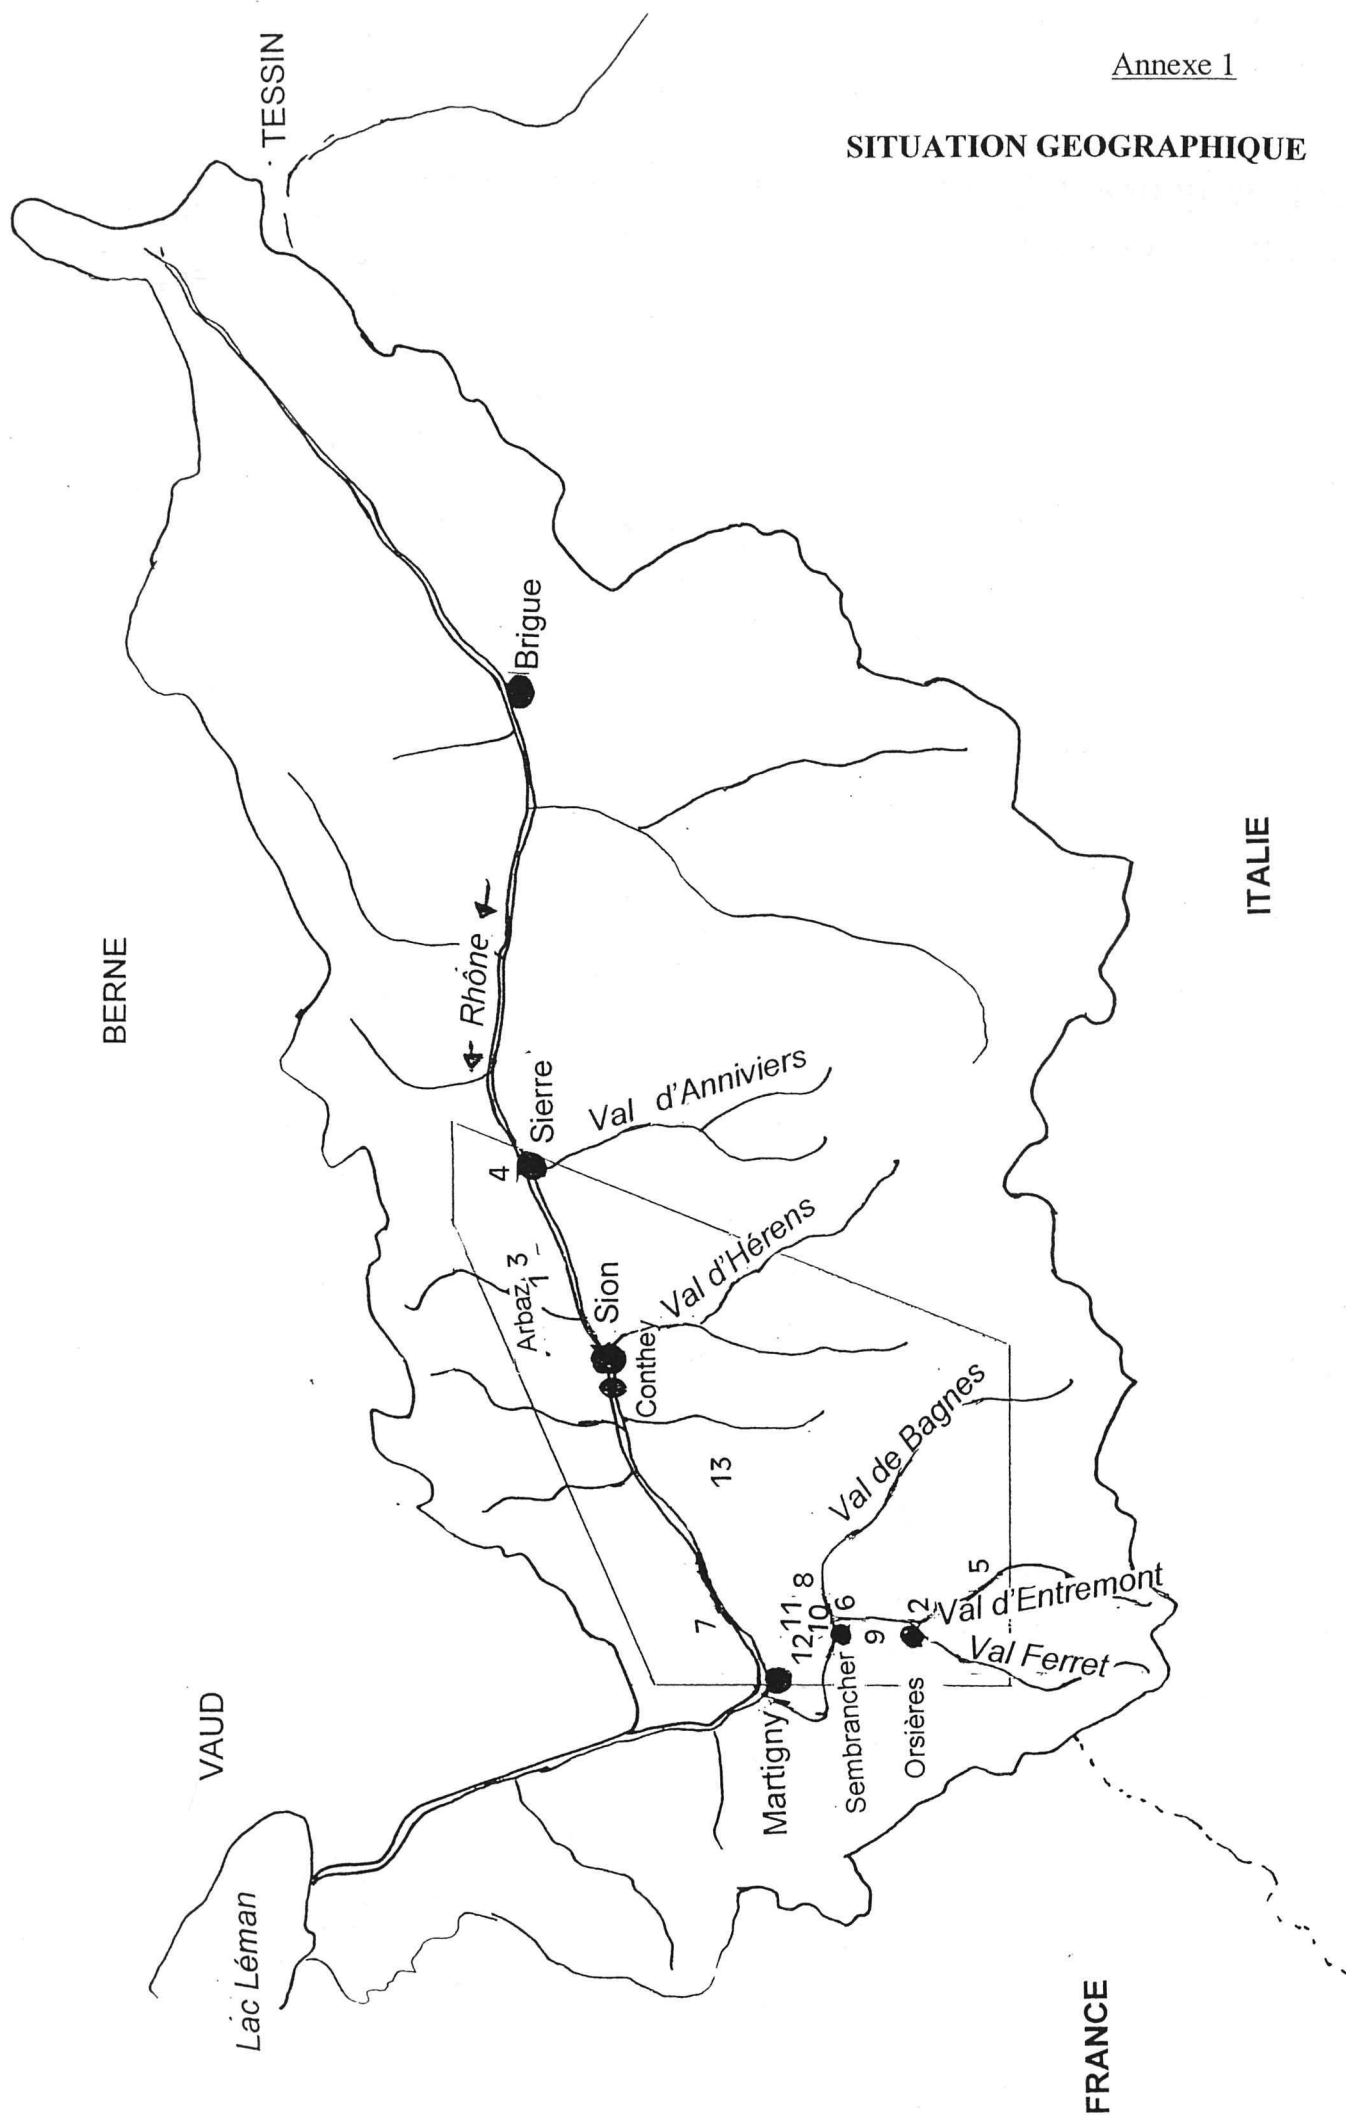 Annexe 1
SITUATION GEOGRAPHIQUE
TESSIN
BERNE
VAUD
Lac Léman
FRANCE
ITALIE
Brigue
Rhône
Sierre
4
Val d'Anniviers
3
1
Arbaz
Sion
Conthey
Val d'Hérens
13
Val de Bagnes
7
8
11
10
12
6
9
2
5
Martigny
Sembrancher
Orsières
Val d'Entremont
Val Ferret